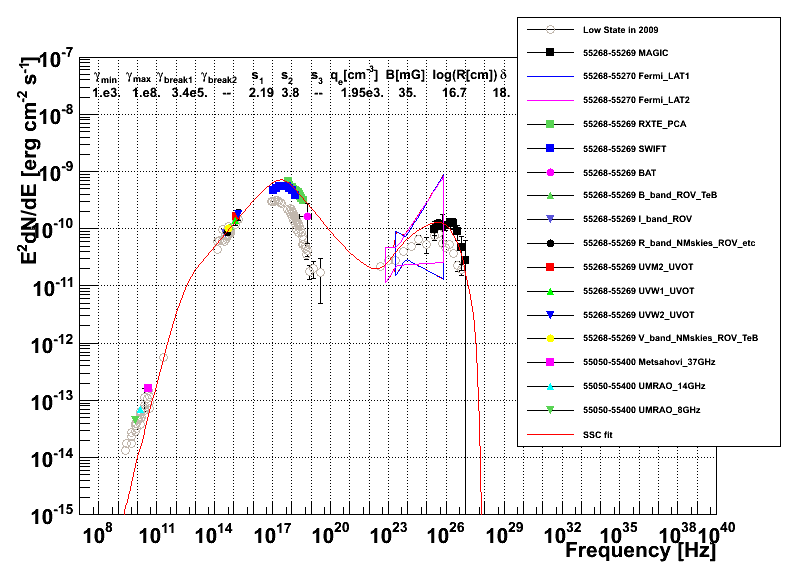 E²dN/dE [erg cm⁻² s⁻¹]
10⁻⁷
10⁻⁸
10⁻⁹
10⁻¹⁰
10⁻¹¹
10⁻¹²
10⁻¹³
10⁻¹⁴
10⁻¹⁵
γmin γmax γbreak1 γbreak2 s₁ s₂ s₃ qₑ[cm⁻³] B[mG] log(R[cm]) δ
1.e3. 1.e8. 3.4e5. -- 2.19 3.8 -- 1.95e3. 35. 16.7 18.
Low State in 2009
55268-55269 MAGIC
55268-55270 Fermi_LAT1
55268-55270 Fermi_LAT2
55268-55269 RXTE_PCA
55268-55269 SWIFT
55268-55269 BAT
55268-55269 B_band_ROV_TeB
55268-55269 I_band_ROV
55268-55269 R_band_NMskies_ROV_etc
55268-55269 UVM2_UVOT
55268-55269 UVW1_UVOT
55268-55269 UVW2_UVOT
55268-55269 V_band_NMskies_ROV_TeB
55050-55400 Metsahovi_37GHz
55050-55400 UMRAO_14GHz
55050-55400 UMRAO_8GHz
SSC fit
10⁸ 10¹¹ 10¹⁴ 10¹⁷ 10²⁰ 10²³ 10²⁶ 10²⁹ 10³² 10³⁵ 10³⁸ 10⁴⁰
Frequency [Hz]